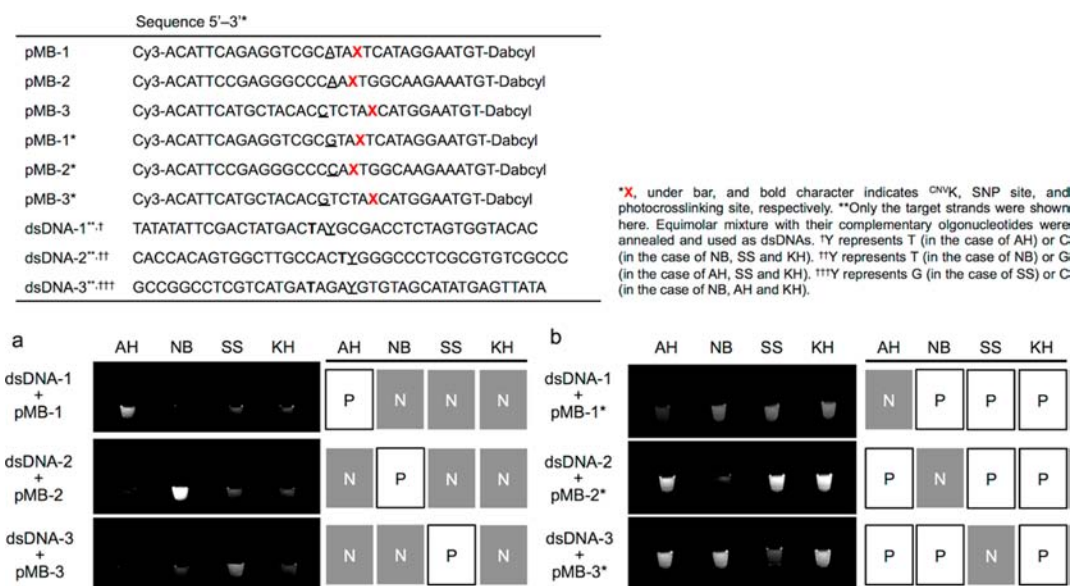 Sequence 5'–3'*
pMB-1 Cy3-ACATTCAGAGGTCGCATAXTCATAGGAATGT-Dabcyl
pMB-2 Cy3-ACATTCCGAGGGCCCAAXTGGCAAGAAATGT-Dabcyl
pMB-3 Cy3-ACATTCATGCTACACCTCTAXCATGGAATGT-Dabcyl
pMB-1* Cy3-ACATTCAGAGGTCGCGTAXTCATAGGAATGT-Dabcyl
pMB-2* Cy3-ACATTCCGAGGGCCCCAXTGGCAAGAAATGT-Dabcyl
pMB-3* Cy3-ACATTCATGCTACACGTCTAXCATGGAATGT-Dabcyl
dsDNA-1**,† TATATATTCGACTATGACTAYGCGACCTCTAGTGGTACAC
dsDNA-2**,†† CACCACAGTGGCTTGCCACTYGGGCCCTCGCGTGTCGCCC
dsDNA-3**,††† GCCGGCCTCGTCATGATAGAYGTGTAGCATATGAGTTATA
*X, under bar, and bold character indicates CNVK, SNP site, and
photocrosslinking site, respectively. **Only the target strands were shown
here. Equimolar mixture with their complementary olgonucleotides were
annealed and used as dsDNAs. †Y represents T (in the case of AH) or C
(in the case of NB, SS and KH). ††Y represents T (in the case of NB) or G
(in the case of AH, SS and KH). †††Y represents G (in the case of SS) or C
(in the case of NB, AH and KH).
a
AH NB SS KH AH NB SS KH
dsDNA-1
+
pMB-1
P N N N
dsDNA-2
+
pMB-2
N P N N
dsDNA-3
+
pMB-3
N N P N
b
AH NB SS KH AH NB SS KH
dsDNA-1
+
pMB-1*
N P P P
dsDNA-2
+
pMB-2*
P N P P
dsDNA-3
+
pMB-3*
P P N P